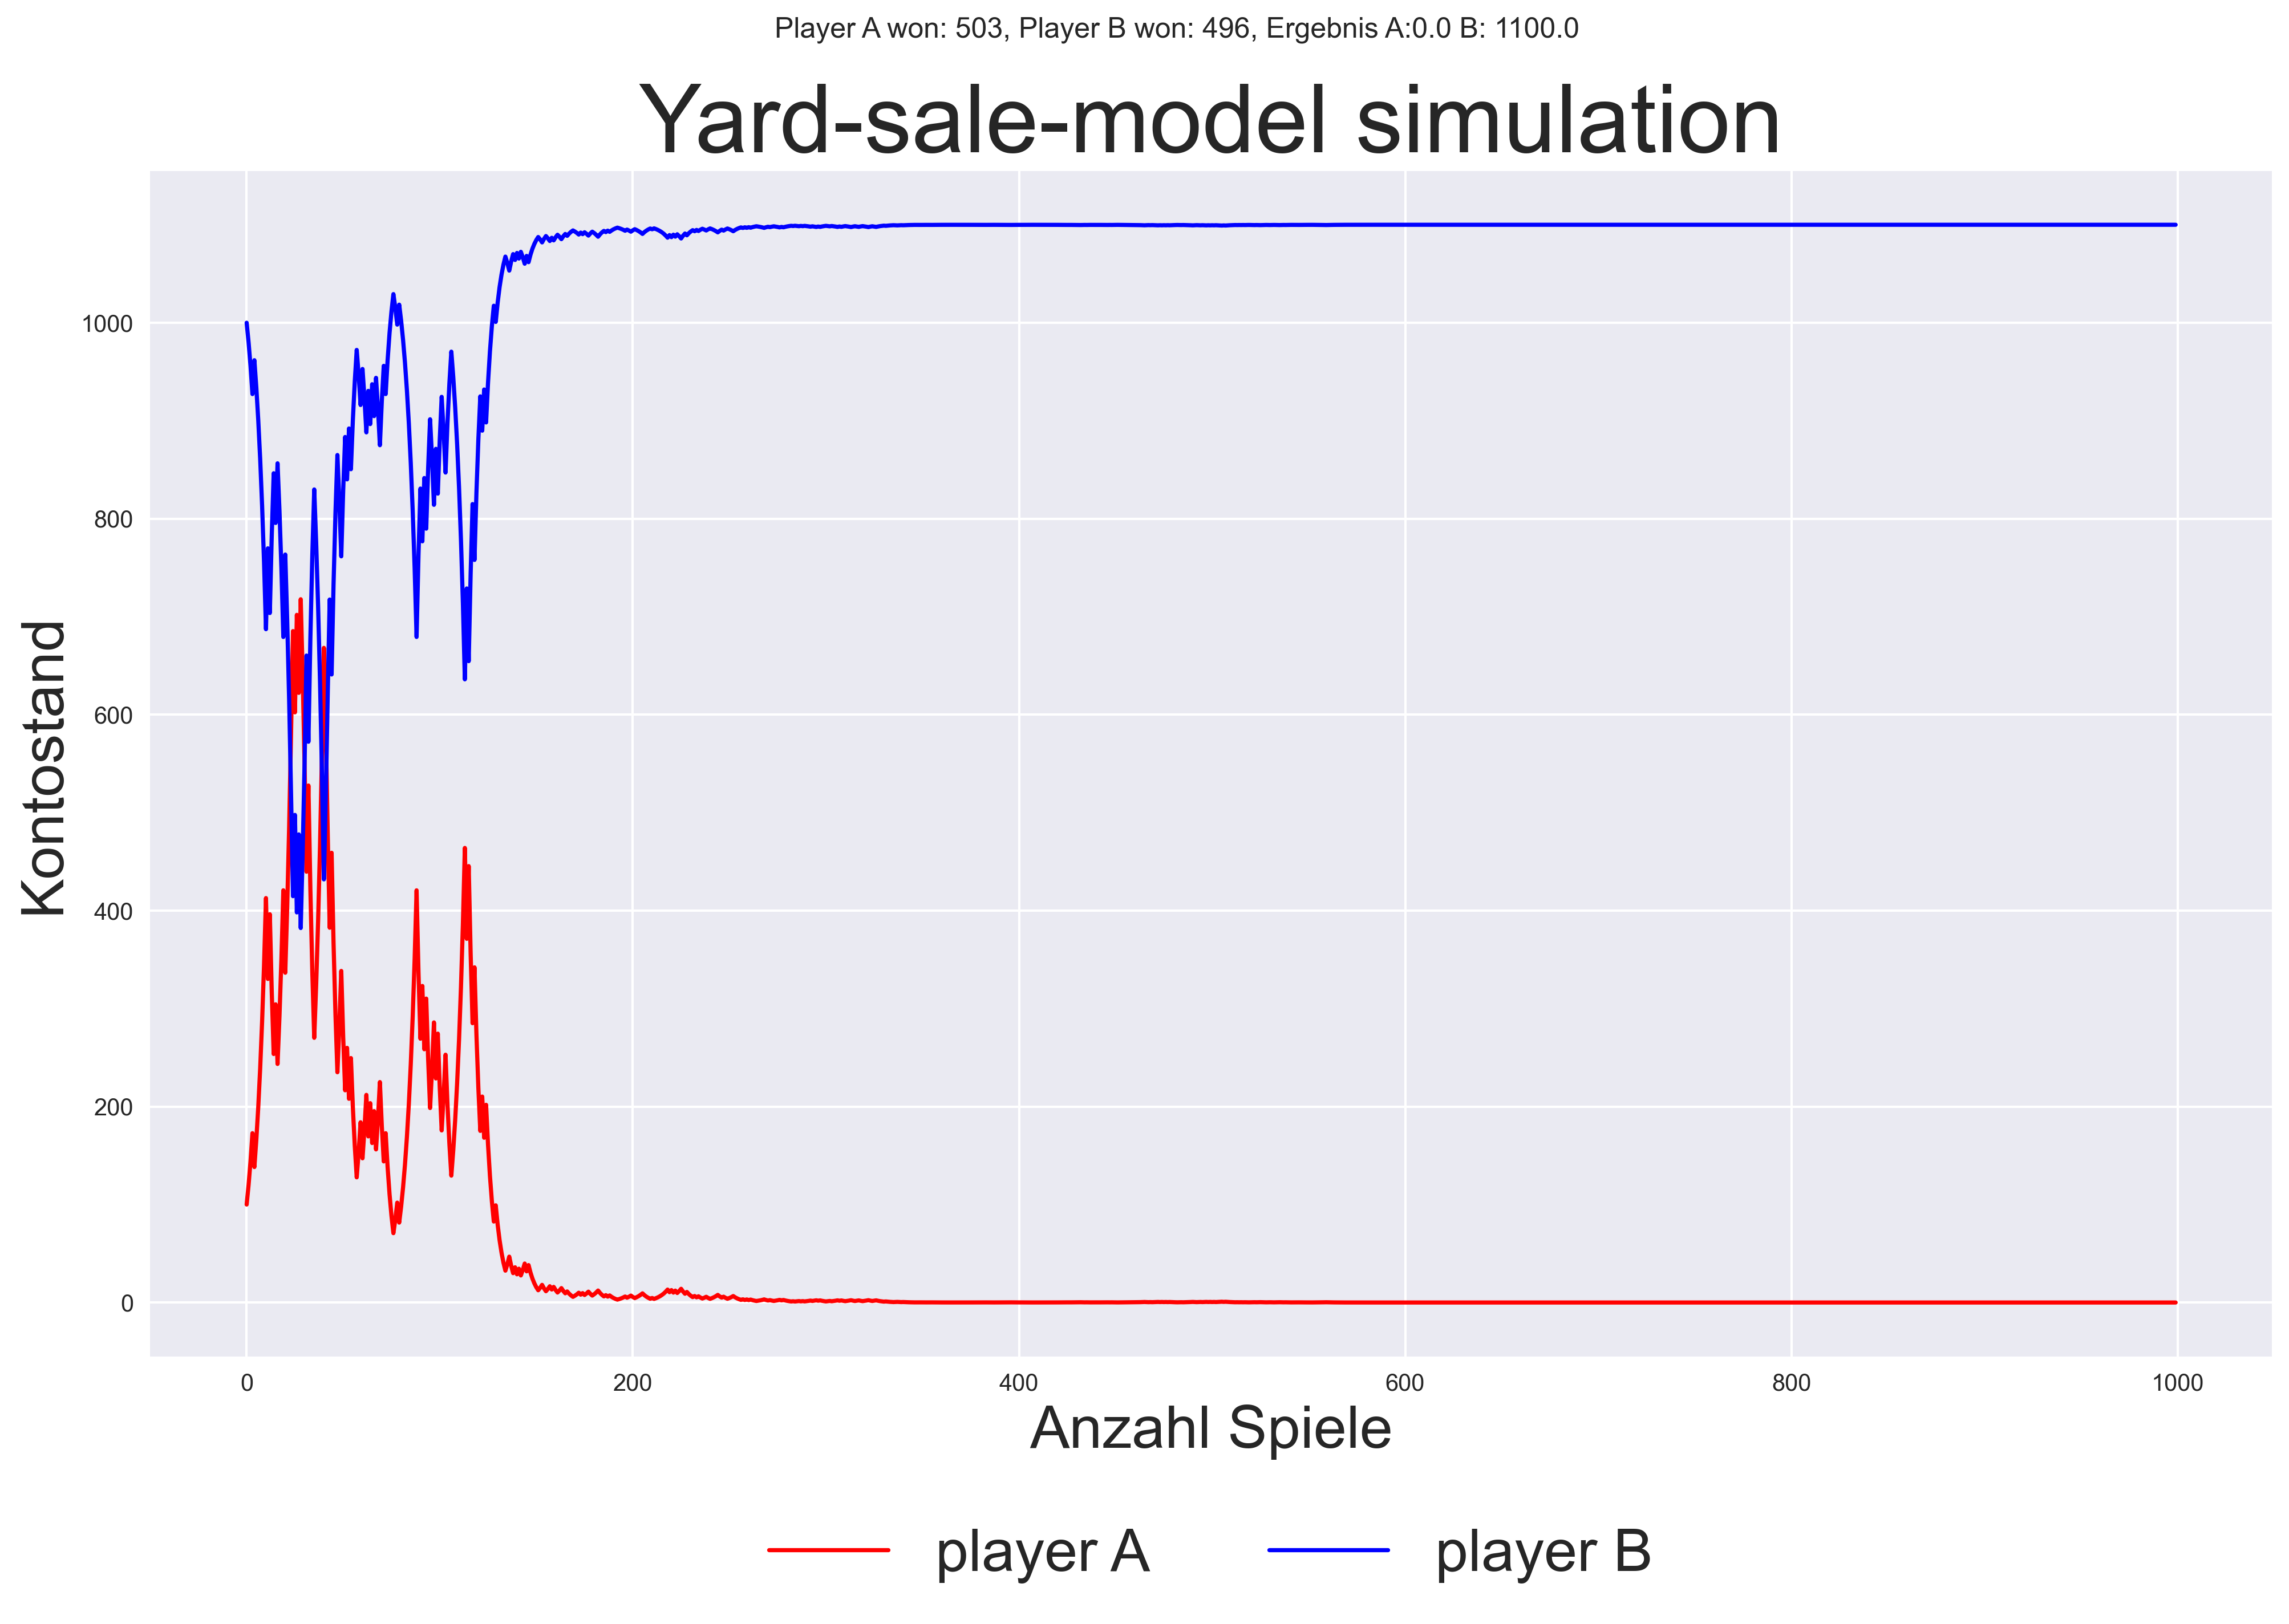 Player A won: 503, Player B won: 496, Ergebnis A:0.0 B: 1100.0
Yard-sale-model simulation
Kontostand
1000
800
600
400
200
0
0 200 400 600 800 1000
Anzahl Spiele
player A player B